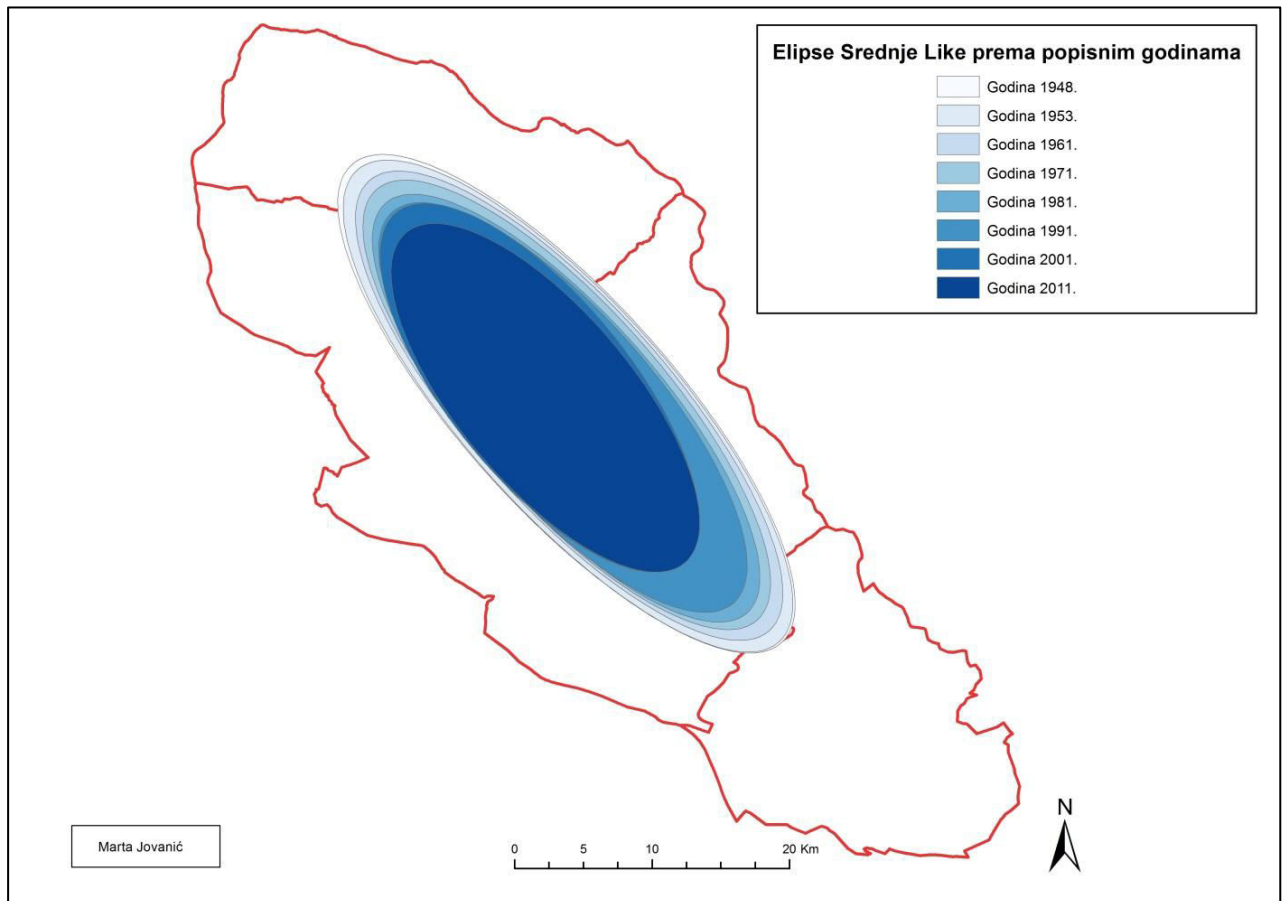 Elipse Srednje Like prema popisnim godinama
Godina 1948.
Godina 1953.
Godina 1961.
Godina 1971.
Godina 1981.
Godina 1991.
Godina 2001.
Godina 2011.
Marta Jovanić
0 5 10 20 Km
N